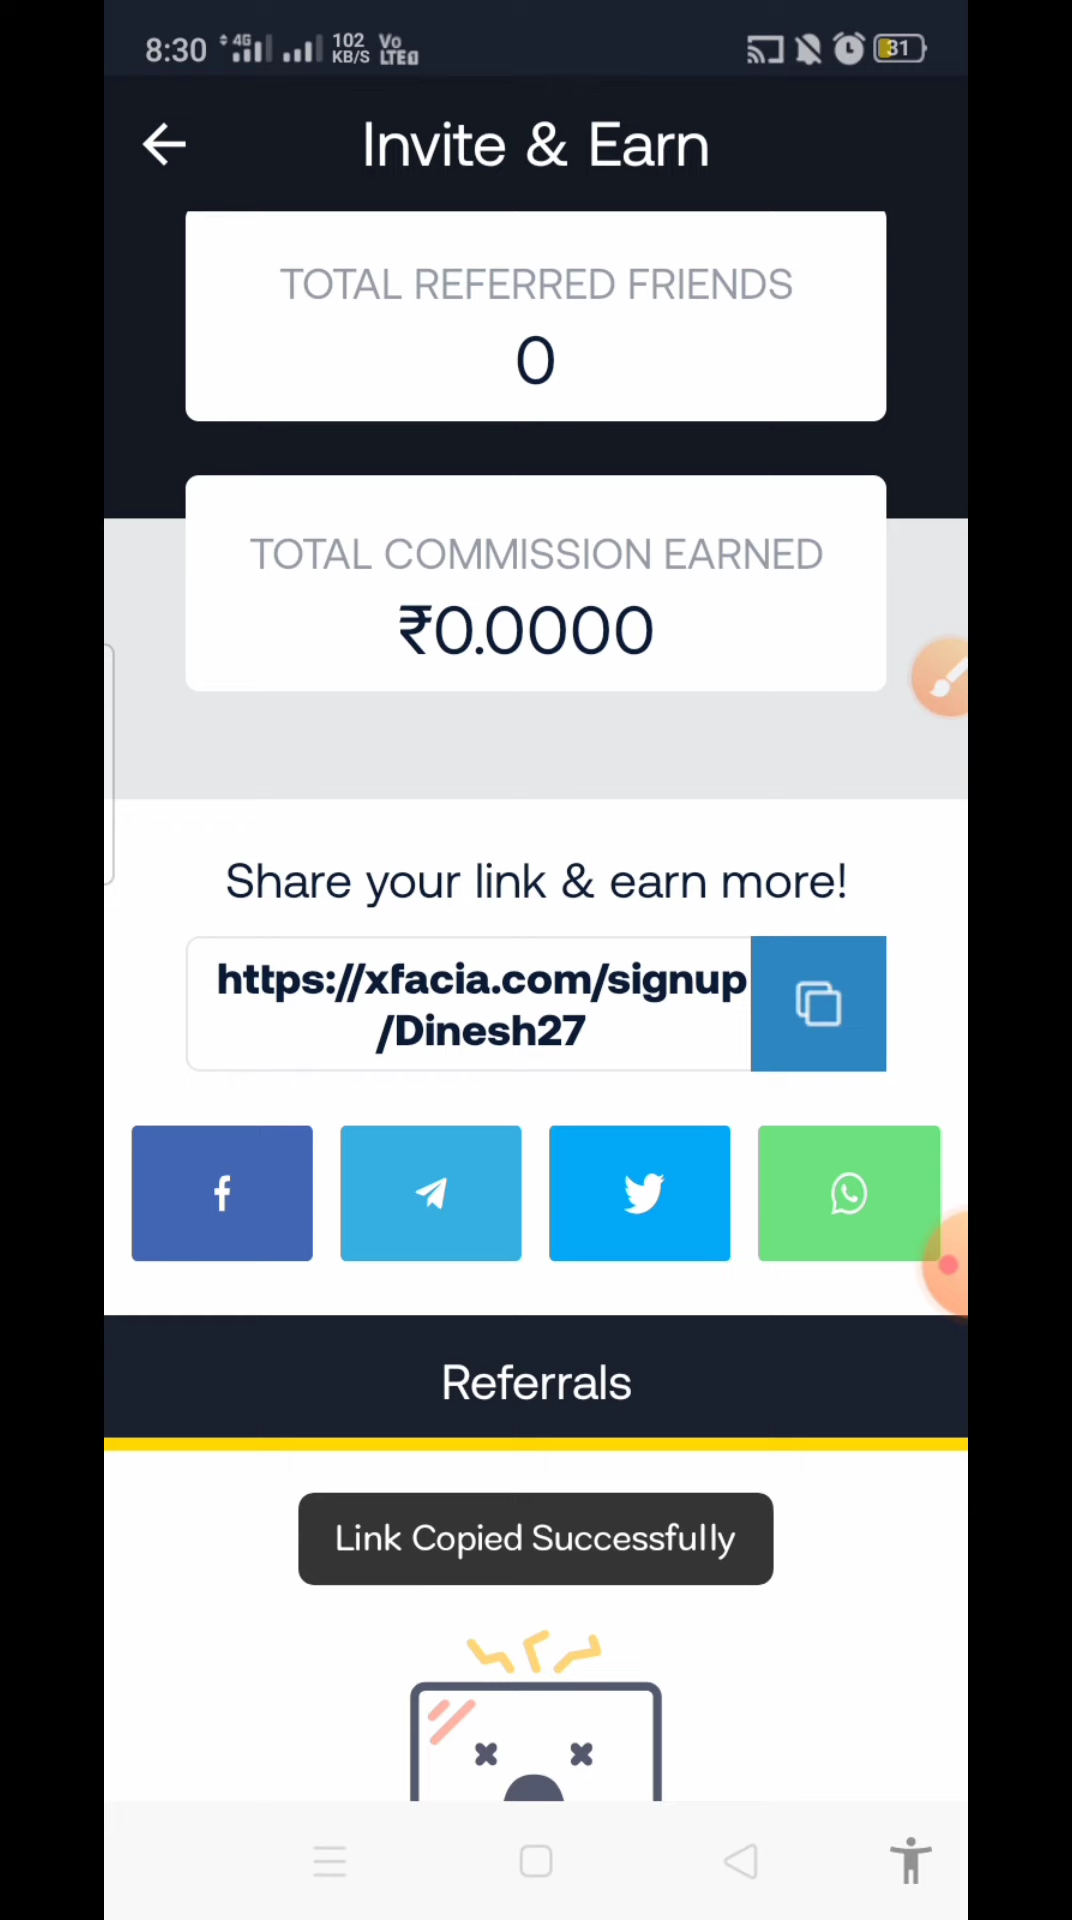 8:30 4G 102 KB/S Vo LTE 31
Invite & Earn
TOTAL REFERRED FRIENDS
0
TOTAL COMMISSION EARNED
₹0.0000
Share your link & earn more!
https://xfacia.com/signup
/Dinesh27
Referrals
Link Copied Successfully